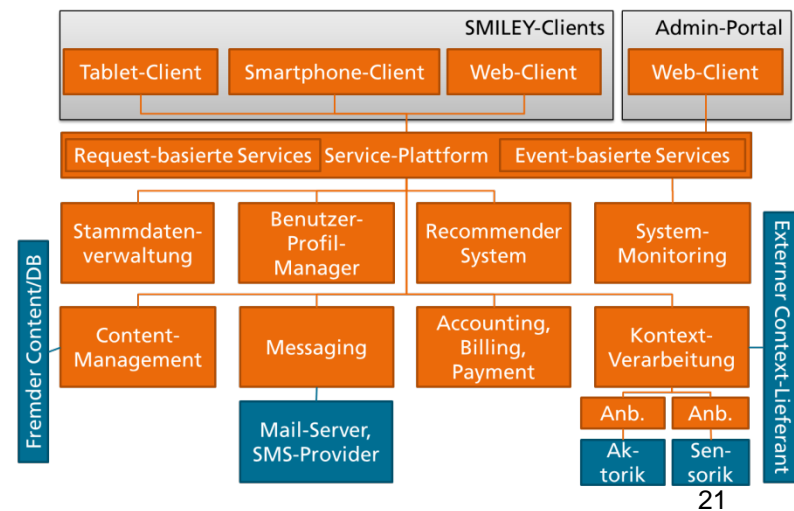 SMILEY-Clients
Admin-Portal
Tablet-Client
Smartphone-Client
Web-Client
Web-Client
Request-basierte Services
Service-Plattform
Event-basierte Services
Stammdaten-
verwaltung
Benutzer-
Profil-
Manager
Recommender
System
System-
Monitoring
Fremder Content/DB
Externer Context-Lieferant
Content-
Management
Messaging
Accounting,
Billing,
Payment
Kontext-
Verarbeitung
Mail-Server,
SMS-Provider
Anb.
Anb.
Ak-
torik
Sen-
sorik
21